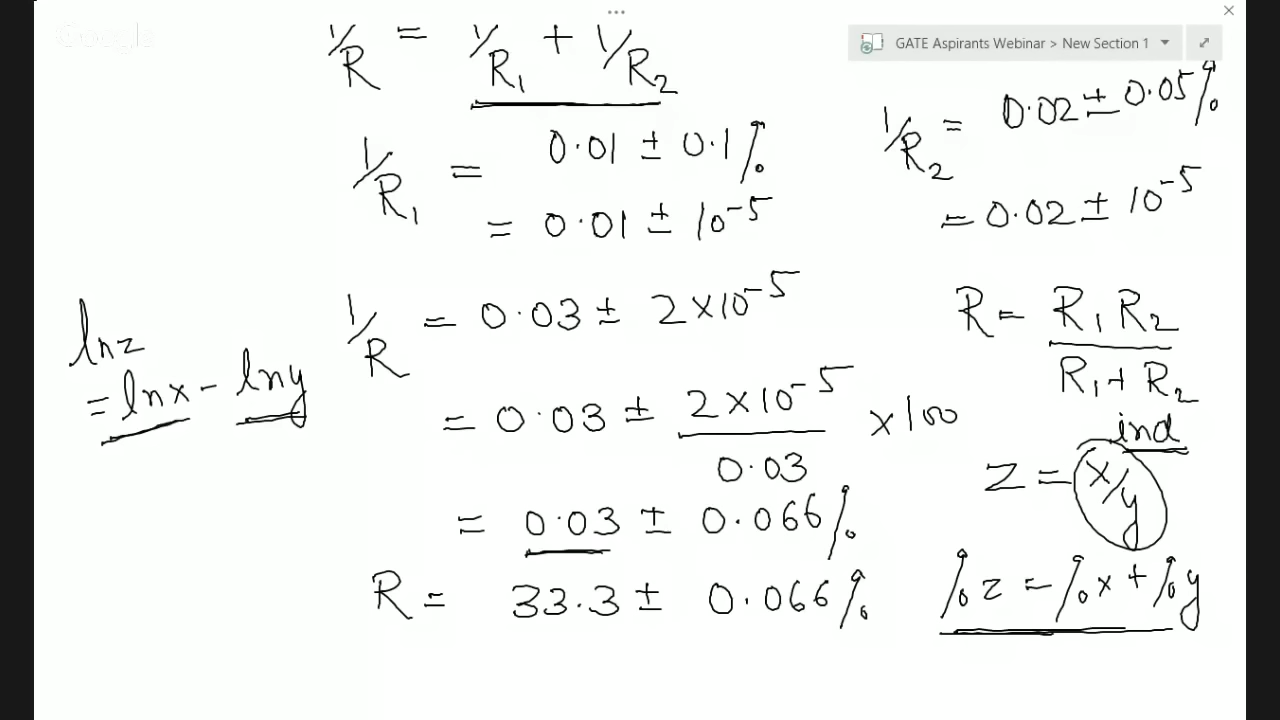 Google
GATE Aspirants Webinar > New Section 1
1/R = 1/R₁ + 1/R₂
1/R₁ = 0.01 ± 0.1%
= 0.01 ± 10⁻⁵
1/R₂ = 0.02 ± 0.05%
= 0.02 ± 10⁻⁵
1/R = 0.03 ± 2×10⁻⁵
= 0.03 ± 2×10⁻⁵/0.03 ×100
= 0.03 ± 0.066%
R = 33.3 ± 0.066%
ln z
= ln x - ln y
R = R₁ R₂/R₁ + R₂
ind
Z = x/y
% z = % x + % y